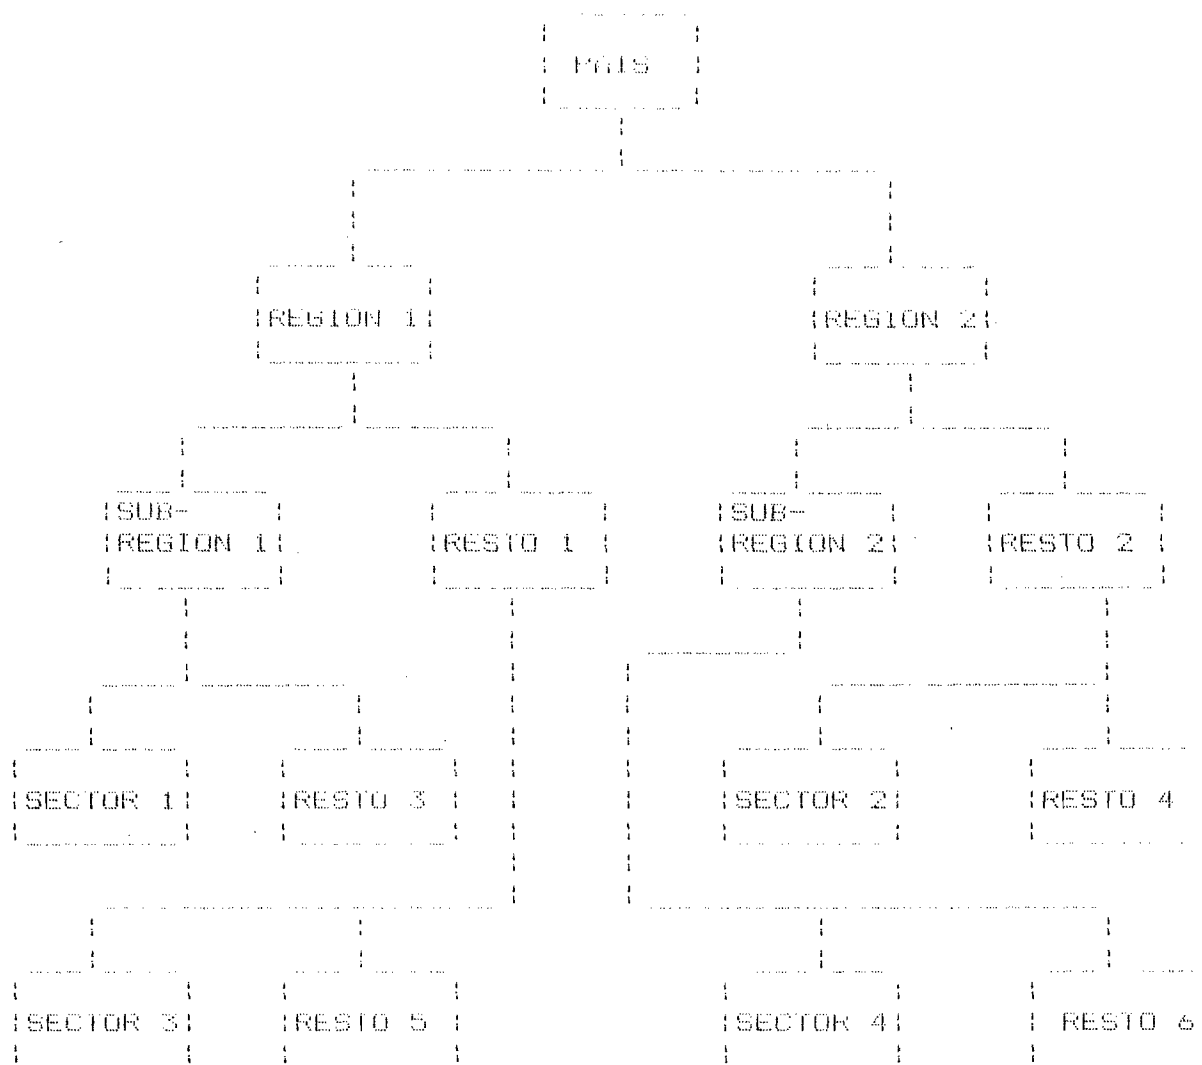 PAIS
REGION 1
REGION 2
SUB-
REGION 1
RESTO 1
SUB-
REGION 2
RESTO 2
SECTOR 1
RESTO 3
SECTOR 2
RESTO 4
SECTOR 3
RESTO 5
SECTOR 4
RESTO 6